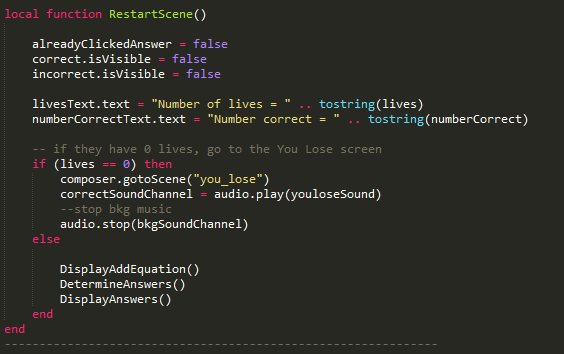 local function RestartScene()
alreadyClickedAnswer = false
correct.isVisible = false
incorrect.isVisible = false
livesText.text = "Number of lives = " .. tostring(lives)
numberCorrectText.text = "Number correct = " .. tostring(numberCorrect)
-- if they have 0 lives, go to the You Lose screen
if (lives == 0) then
composer.gotoScene("you_lose")
correctSoundChannel = audio.play(youloseSound)
--stop bkg music
audio.stop(bkgSoundChannel)
else
DisplayAddEquation()
DetermineAnswers()
DisplayAnswers()
end
end
--------------------------------------------------------------